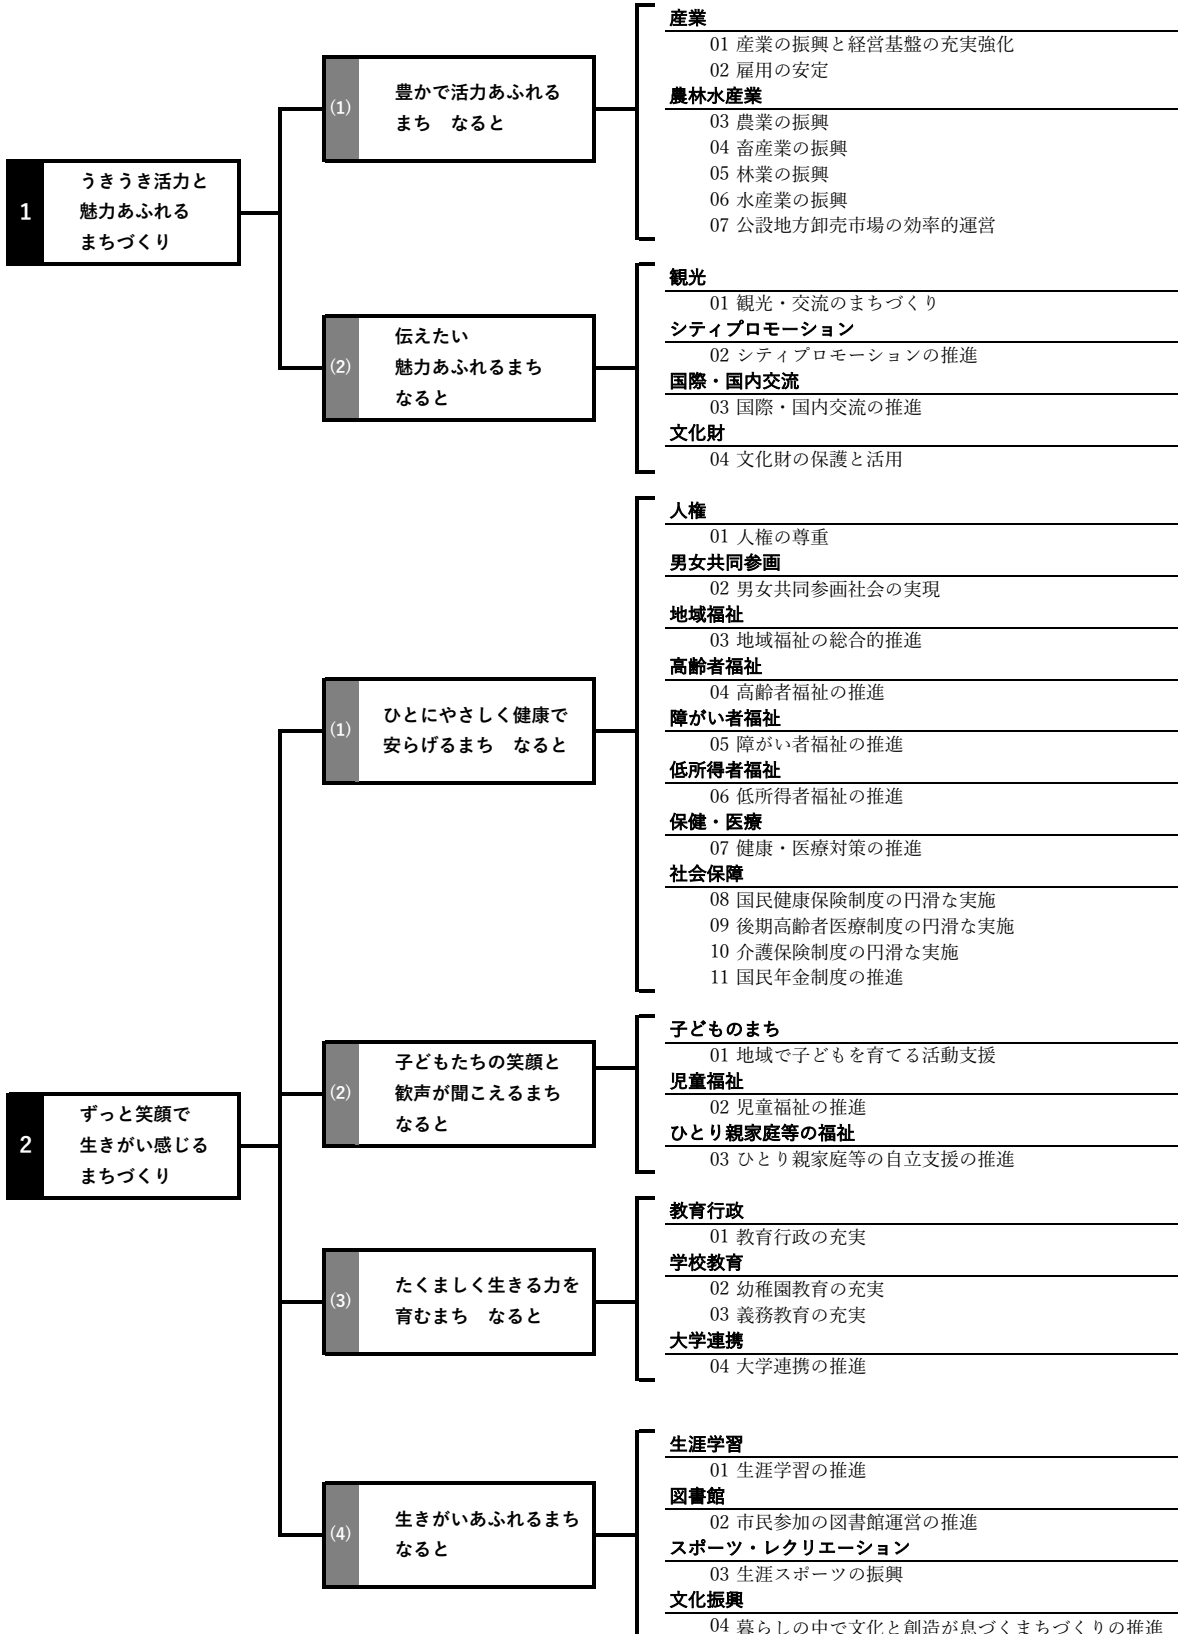 1
うきうき活力と
魅力あふれる
まちづくり
(1)
豊かで活力あふれる
まち　なると
産業
01 産業の振興と経営基盤の充実強化
02 雇用の安定
農林水産業
03 農業の振興
04 畜産業の振興
05 林業の振興
06 水産業の振興
07 公設地方卸売市場の効率的運営
(2)
伝えたい
魅力あふれるまち
なると
観光
01 観光・交流のまちづくり
シティプロモーション
02 シティプロモーションの推進
国際・国内交流
03 国際・国内交流の推進
文化財
04 文化財の保護と活用
2
ずっと笑顔で
生きがい感じる
まちづくり
(1)
ひとにやさしく健康で
安らげるまち　なると
人権
01 人権の尊重
男女共同参画
02 男女共同参画社会の実現
地域福祉
03 地域福祉の総合的推進
高齢者福祉
04 高齢者福祉の推進
障がい者福祉
05 障がい者福祉の推進
低所得者福祉
06 低所得者福祉の推進
保健・医療
07 健康・医療対策の推進
社会保障
08 国民健康保険制度の円滑な実施
09 後期高齢者医療制度の円滑な実施
10 介護保険制度の円滑な実施
11 国民年金制度の推進
(2)
子どもたちの笑顔と
歓声が聞こえるまち
なると
子どものまち
01 地域で子どもを育てる活動支援
児童福祉
02 児童福祉の推進
ひとり親家庭等の福祉
03 ひとり親家庭等の自立支援の推進
(3)
たくましく生きる力を
育むまち　なると
教育行政
01 教育行政の充実
学校教育
02 幼稚園教育の充実
03 義務教育の充実
大学連携
04 大学連携の推進
(4)
生きがいあふれるまち
なると
生涯学習
01 生涯学習の推進
図書館
02 市民参加の図書館運営の推進
スポーツ・レクリエーション
03 生涯スポーツの振興
文化振興
04 暮らしの中で文化と創造が息づくまちづくりの推進